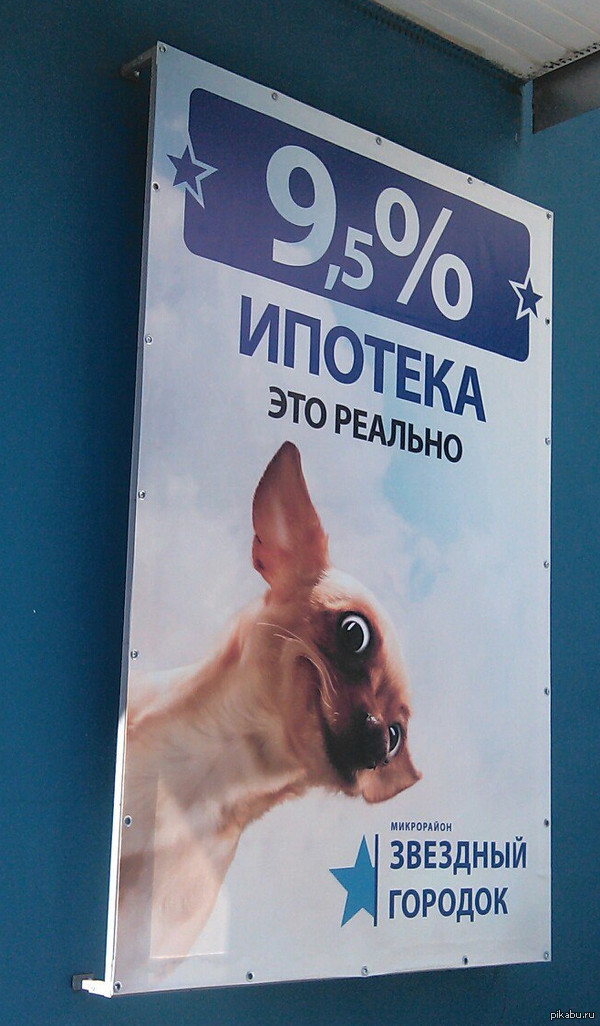 9,5%
ИПОТЕКА
ЭТО РЕАЛЬНО
МИКРОРАЙОН
ЗВЕЗДНЫЙ
ГОРОДОК
pikabu.ru